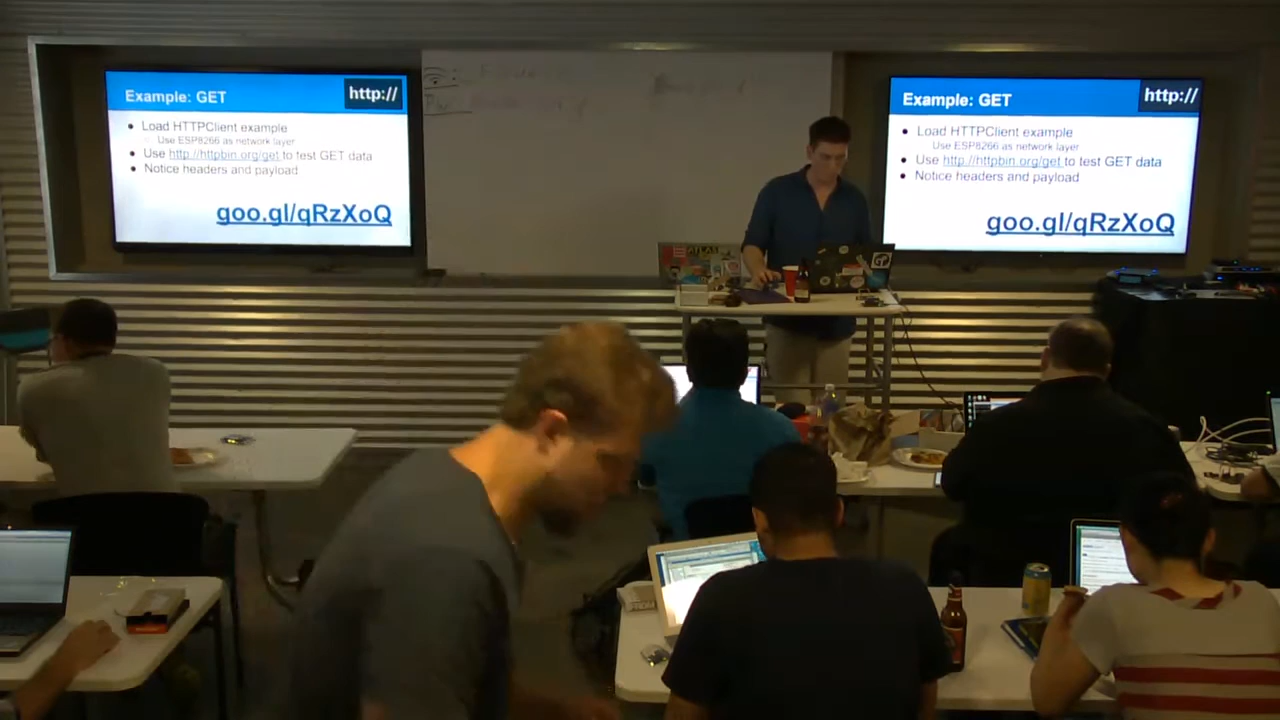 Example: GET
http://
Load HTTPClient example
Use ESP8266 as network layer
Use http://httpbin.org/get to test GET data
Notice headers and payload
goo.gl/qRzXoQ
Example: GET
http://
Load HTTPClient example
Use ESP8266 as network layer
Use http://httpbin.org/get to test GET data
Notice headers and payload
goo.gl/qRzXoQ
ATLAS